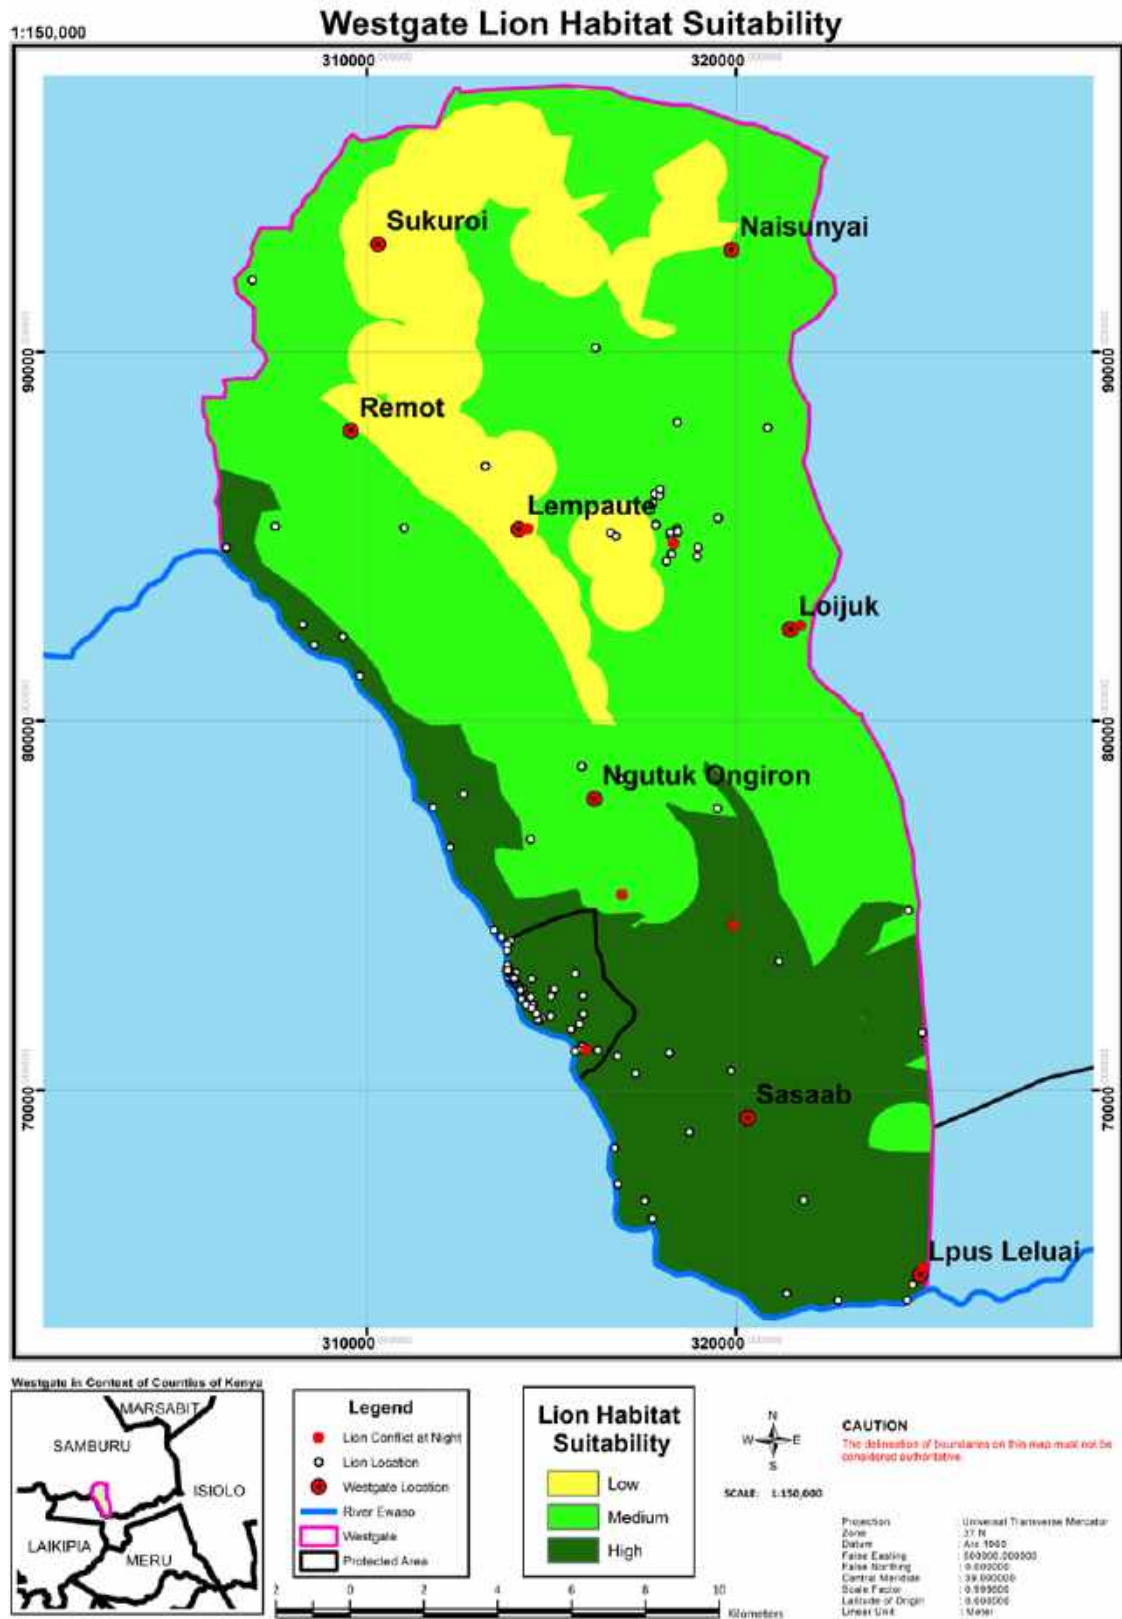 Westgate Lion Habitat Suitability
1:150,000
310000
320000
Sukuroi
Naisunyai
90000
90000
Remot
Lempaute
Loijuk
80000
80000
Ngutuk Ongiron
70000
70000
Sasaab
Lpus Leluai
310000
320000
Westgate in Context of Counties of Kenya
MARSABIT
SAMBURU
ISIOLO
LAIKIPIA
MERU
Legend
Lion Conflict at Night
Lion Location
Westgate Location
River Ewaso
Westgate
Protected Area
Lion Habitat
Suitability
Low
Medium
High
N
W E
S
SCALE: 1:150,000
CAUTION
The delineation of boundaries on this map must not be
considered authoritative.
Projection : Universal Transverse Mercator
Zone : 37 N
Datum : Arc 1960
False Easting : 500000.000000
False Northing : 0.000000
Central Meridian : 39.000000
Scale Factor
Latitude of Origin : 0.000000
Linear Unit : Meter
2 0 2 4 6 8 10
Kilometers